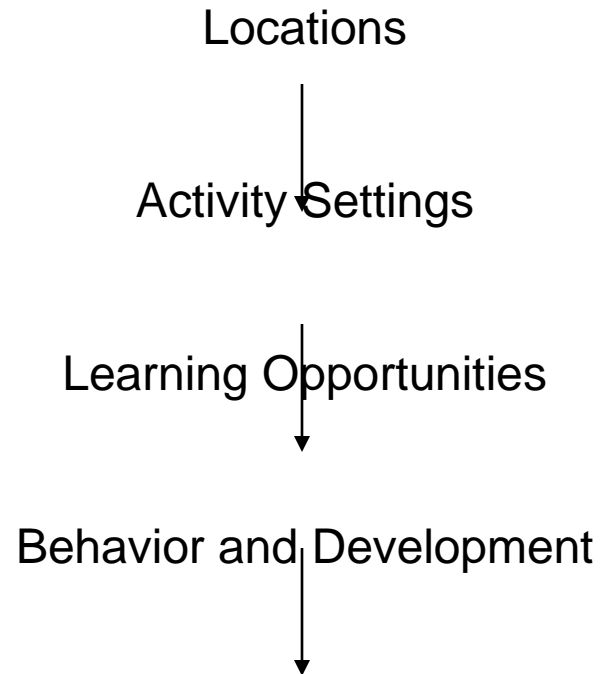 Locations
Activity Settings
Learning Opportunities
Behavior and Development